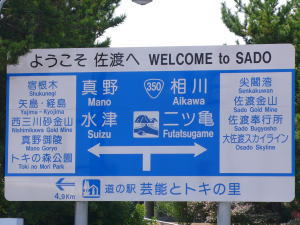 ようこそ 佐渡へ WELCOME to SADO
宿根木
Shukunegi
矢島・経島
Yajima・Kyojima
西三川砂金山
Nishimikawa Gold Mine
真野御陵
Mano Goryo
トキの森公園
Toki no Mori Park
真野
Mano
水津
Suizu
350
相川
Aikawa
二ツ亀
Futatsugame
尖閣湾
Senkakuwan
佐渡金山
Sado Gold Mine
佐渡奉行所
Sado Bugyosho
大佐渡スカイライン
Osado Skyline
4.9Km
道の駅 芸能とトキの里